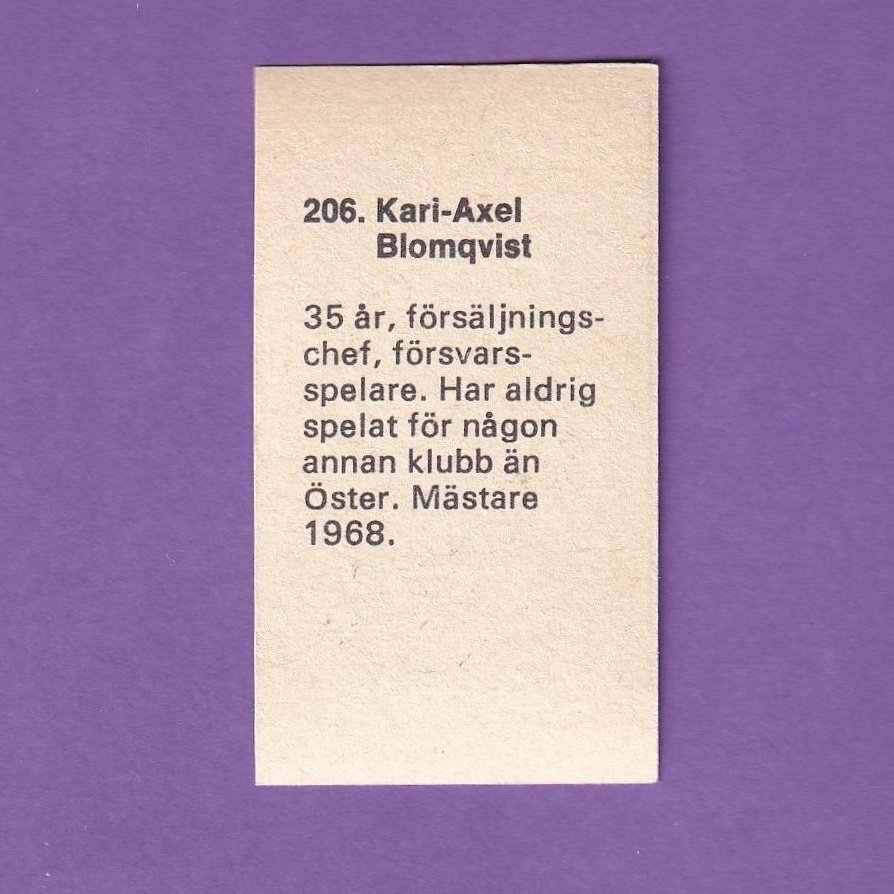 206. Karl-Axel
Blomqvist
35 år, försäljnings-
chef, försvars-
spelare. Har aldrig
spelat för någon
annan klubb än
Öster. Mästare
1968.